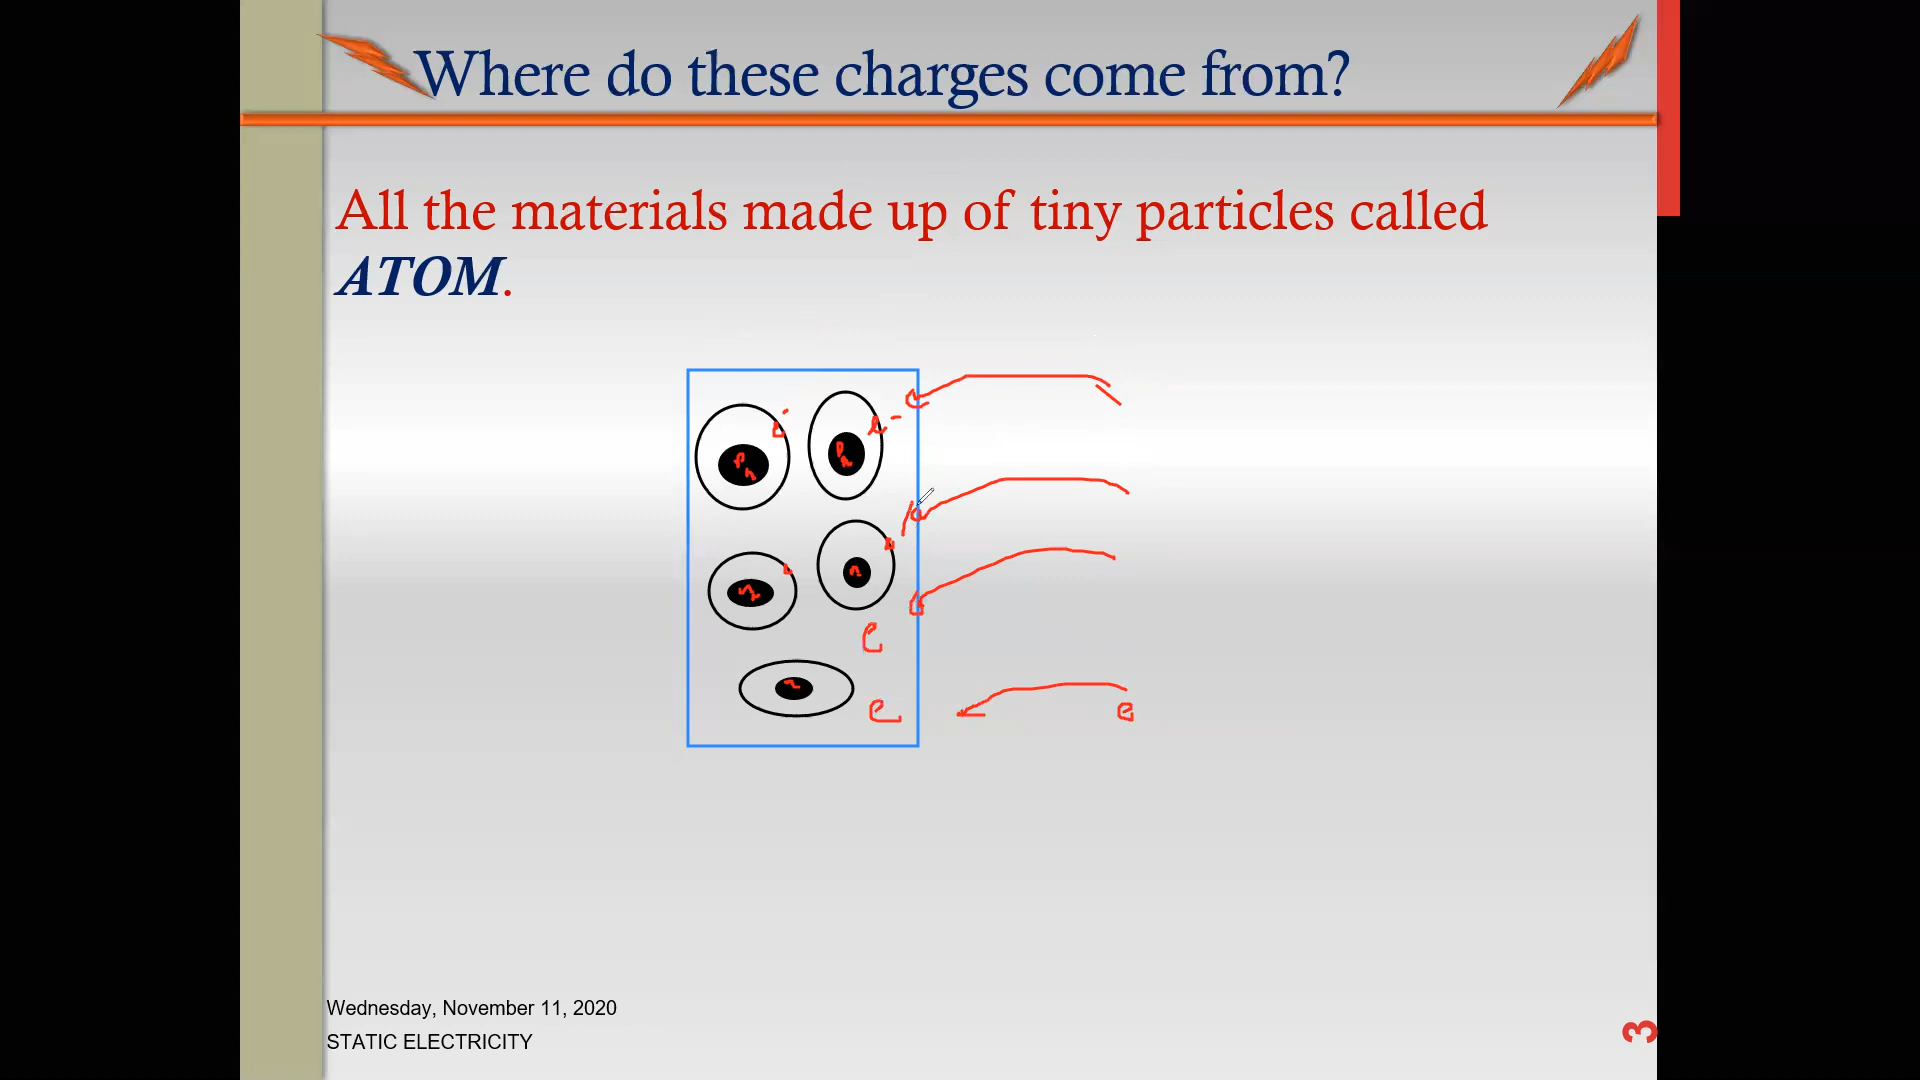 Where do these charges come from?
All the materials made up of tiny particles called
ATOM.
e
e
e
Wednesday, November 11, 2020
STATIC ELECTRICITY
3